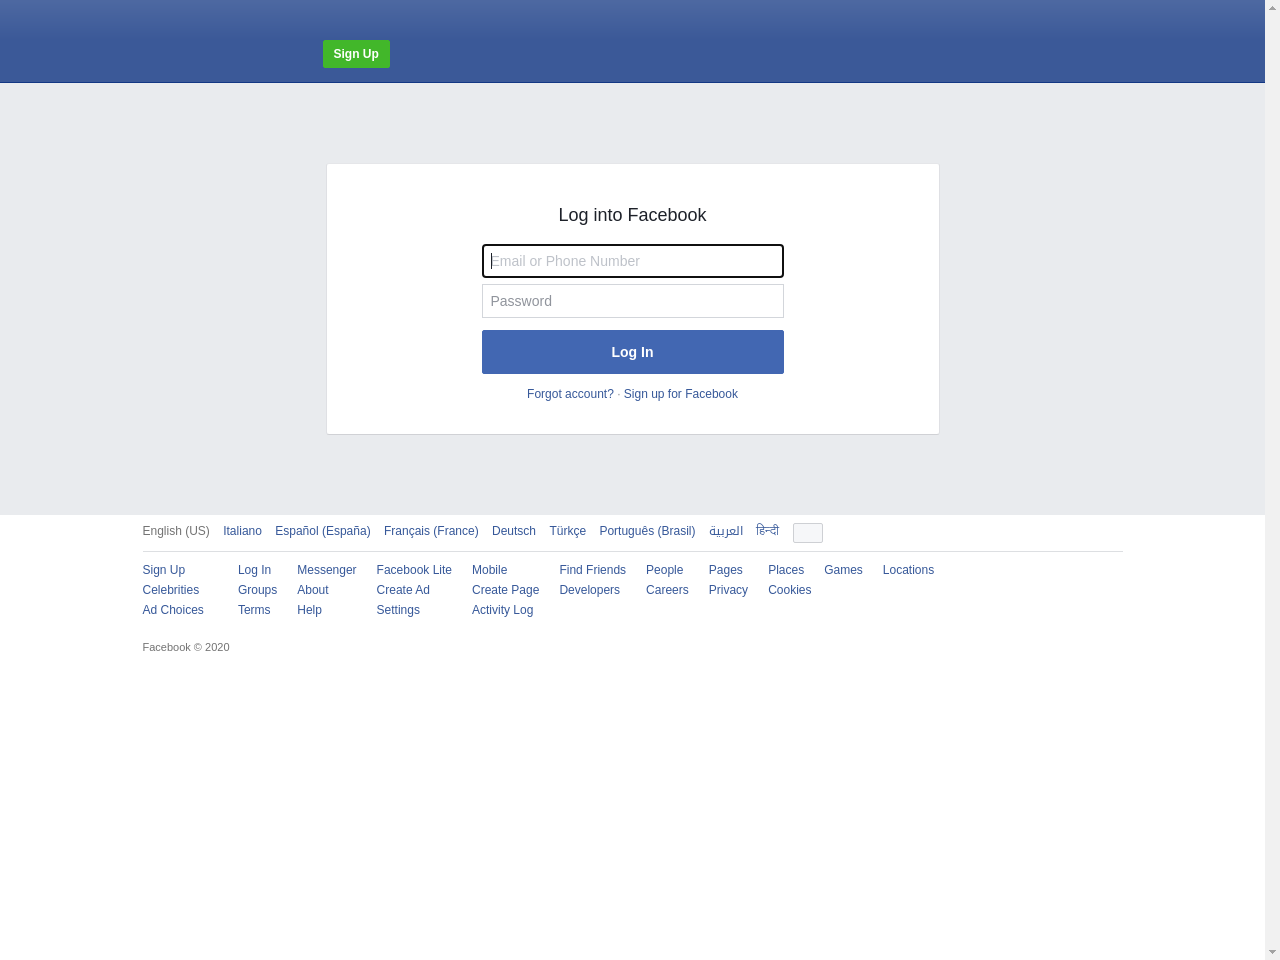 Sign Up
Log into Facebook
Email or Phone Number
Password
Log In
Forgot account? · Sign up for Facebook
English (US) Italiano Español (España) Français (France) Deutsch Türkçe Português (Brasil) العربية हिन्दी
Sign Up Log In Messenger Facebook Lite Mobile Find Friends People Pages Places Games Locations
Celebrities Groups About Create Ad Create Page Developers Careers Privacy Cookies
Ad Choices Terms Help Settings Activity Log
Facebook © 2020